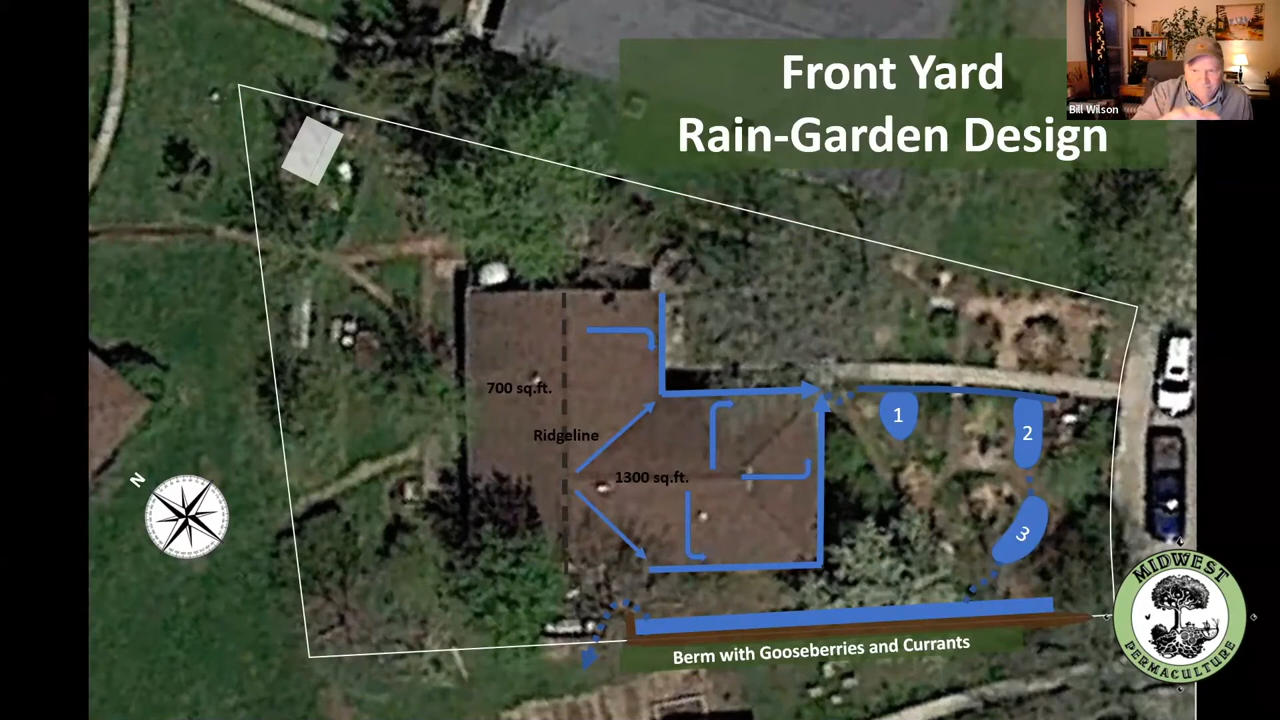 Front Yard
Rain-Garden Design
Bill Wilson
700 sq.ft.
Ridgeline
1300 sq.ft.
1
2
3
N
Berm with Gooseberries and Currants
MIDWEST
PERMACULTURE